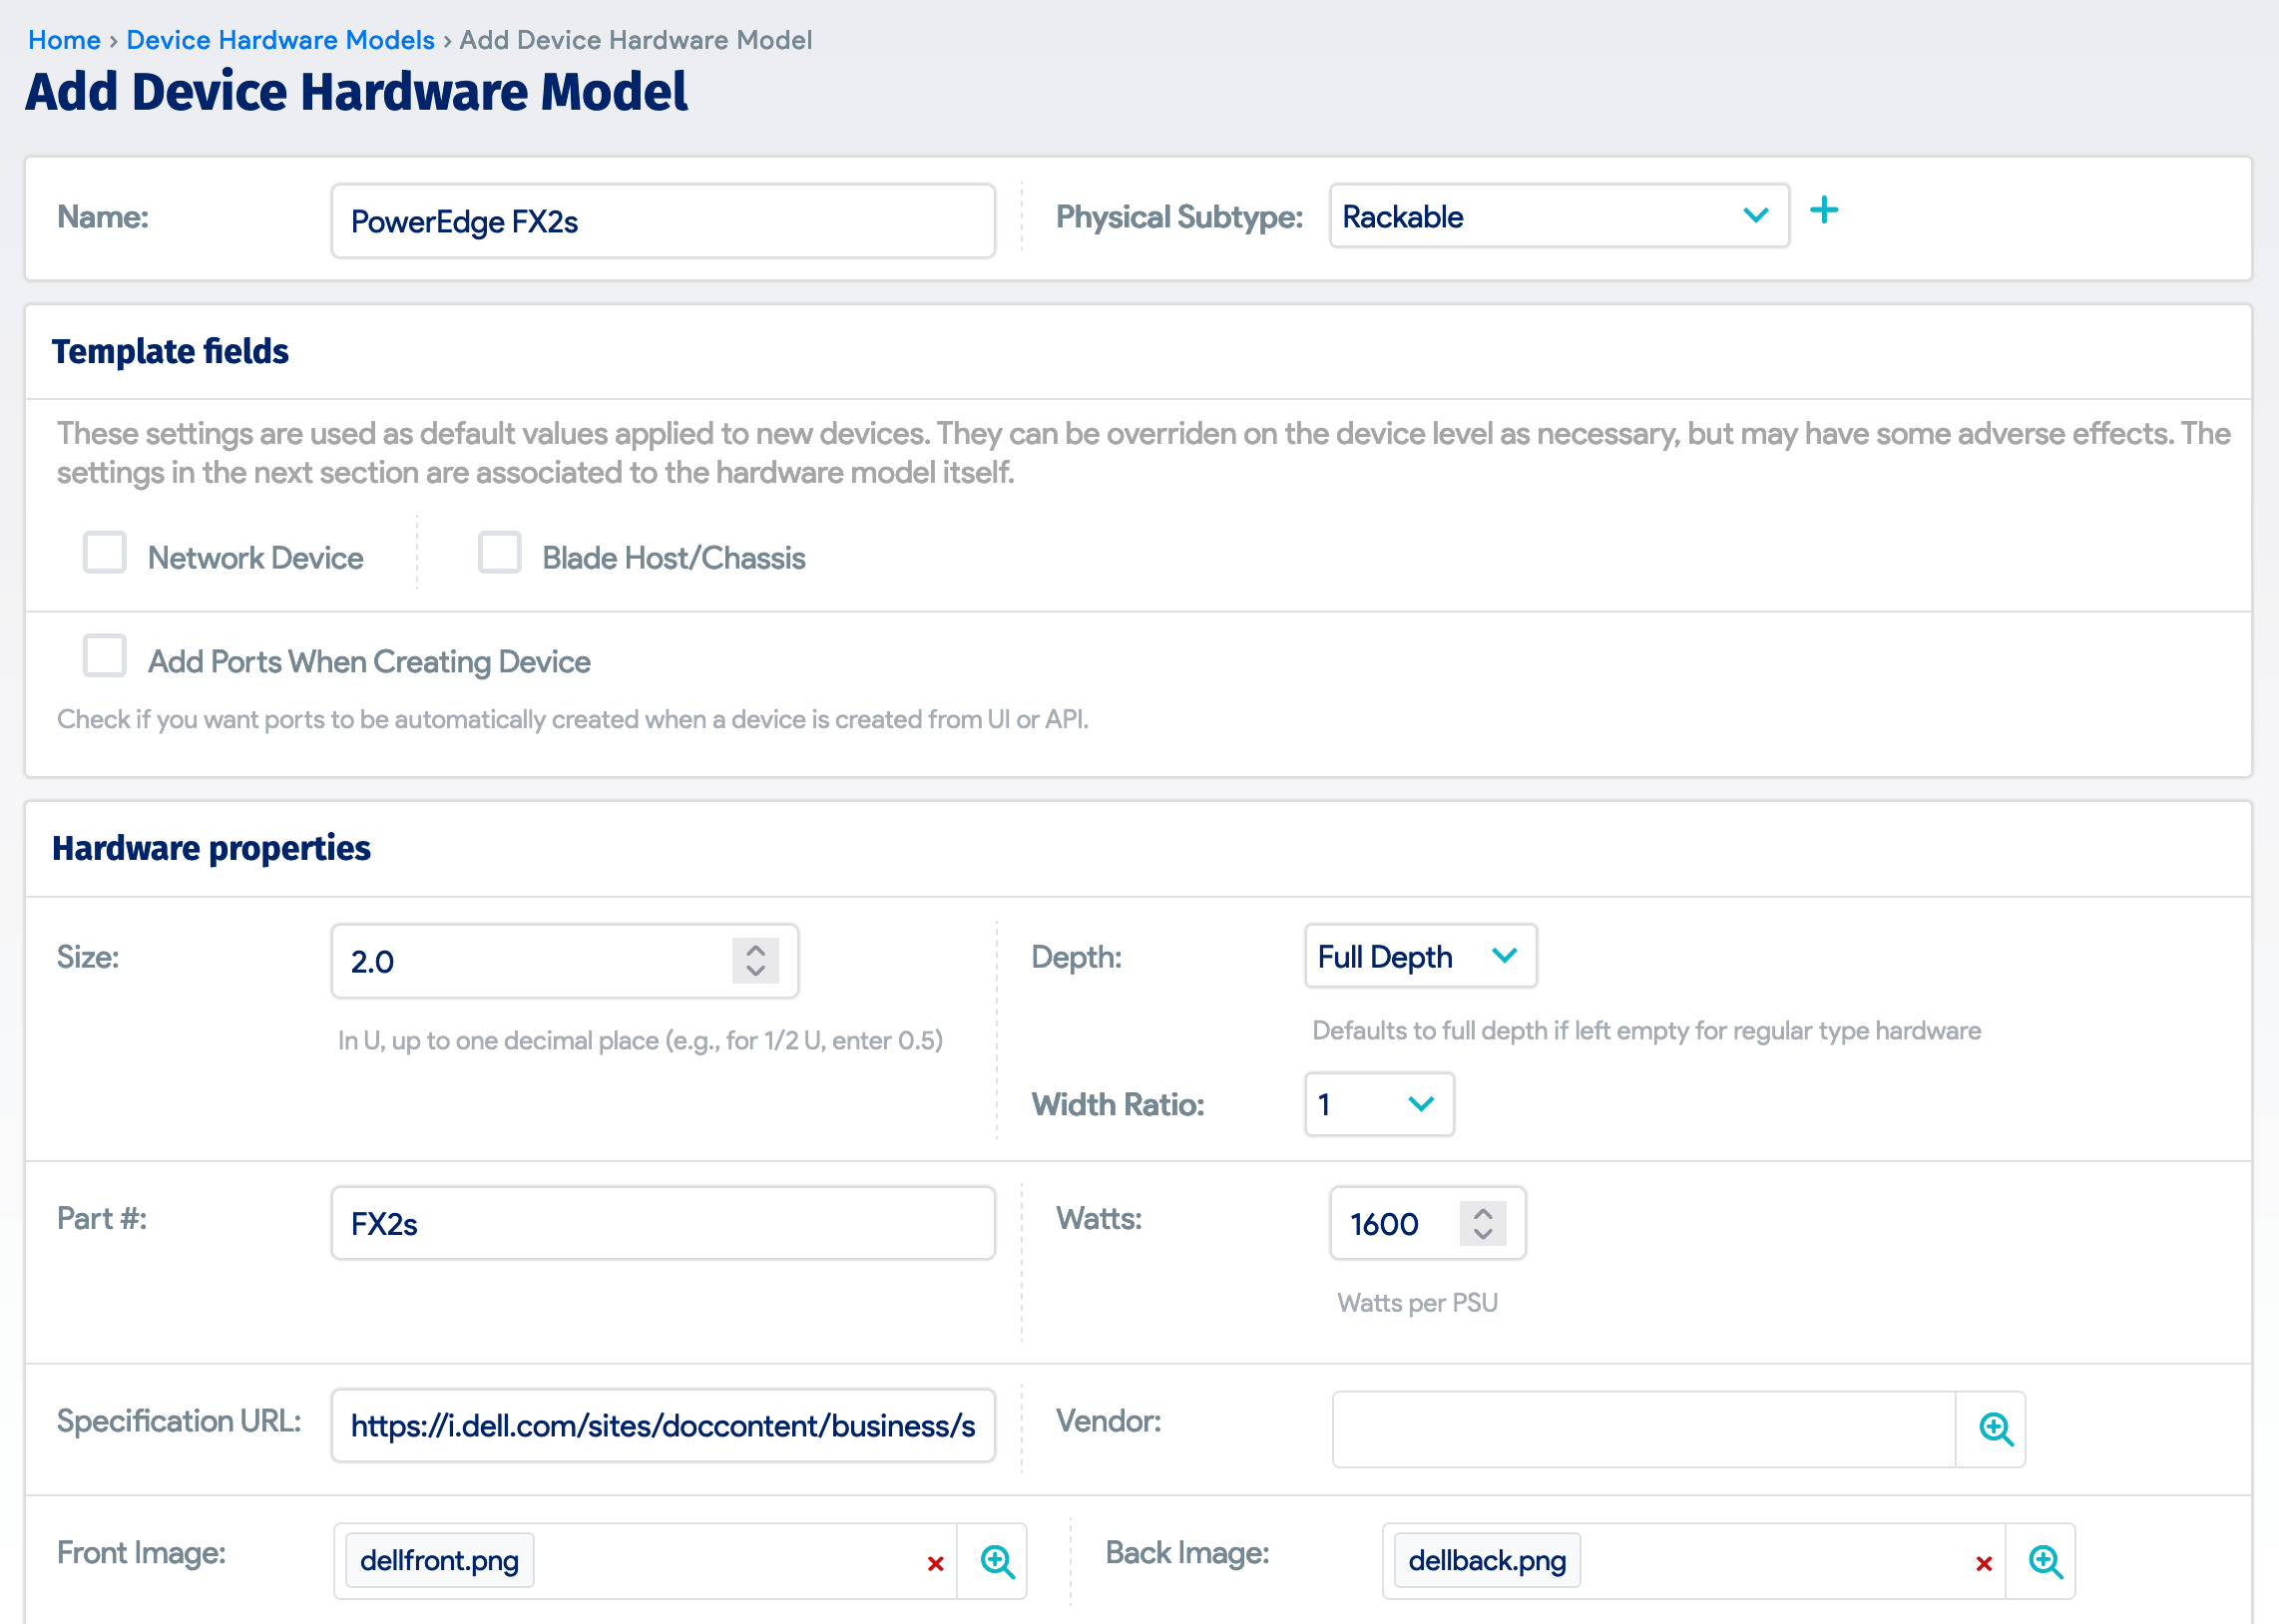 Home › Device Hardware Models › Add Device Hardware Model
Add Device Hardware Model
Name: PowerEdge FX2s Physical Subtype: Rackable
Template fields
These settings are used as default values applied to new devices. They can be overriden on the device level as necessary, but may have some adverse effects. The
settings in the next section are associated to the hardware model itself.
Network Device Blade Host/Chassis
Add Ports When Creating Device
Check if you want ports to be automatically created when a device is created from UI or API.
Hardware properties
Size: 2.0 Depth: Full Depth
In U, up to one decimal place (e.g., for 1/2 U, enter 0.5) Defaults to full depth if left empty for regular type hardware
Width Ratio: 1
Part #: FX2s Watts: 1600
Watts per PSU
Specification URL: https://i.dell.com/sites/doccontent/business/s Vendor:
Front Image: dellfront.png Back Image: dellback.png